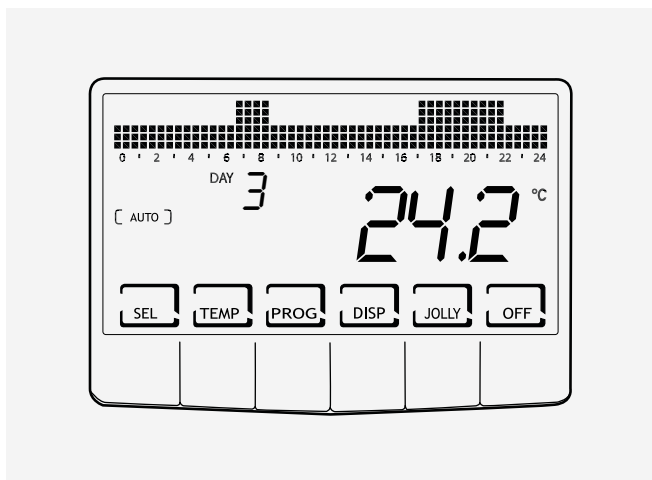 0 ' 2 ' 4 ' 6 ' 8 ' 10 ' 12 ' 14 ' 16 ' 18 ' 20 ' 22 ' 24
DAY 3
24.2 °C
[ AUTO ]
SEL TEMP PROG DISP JOLLY OFF